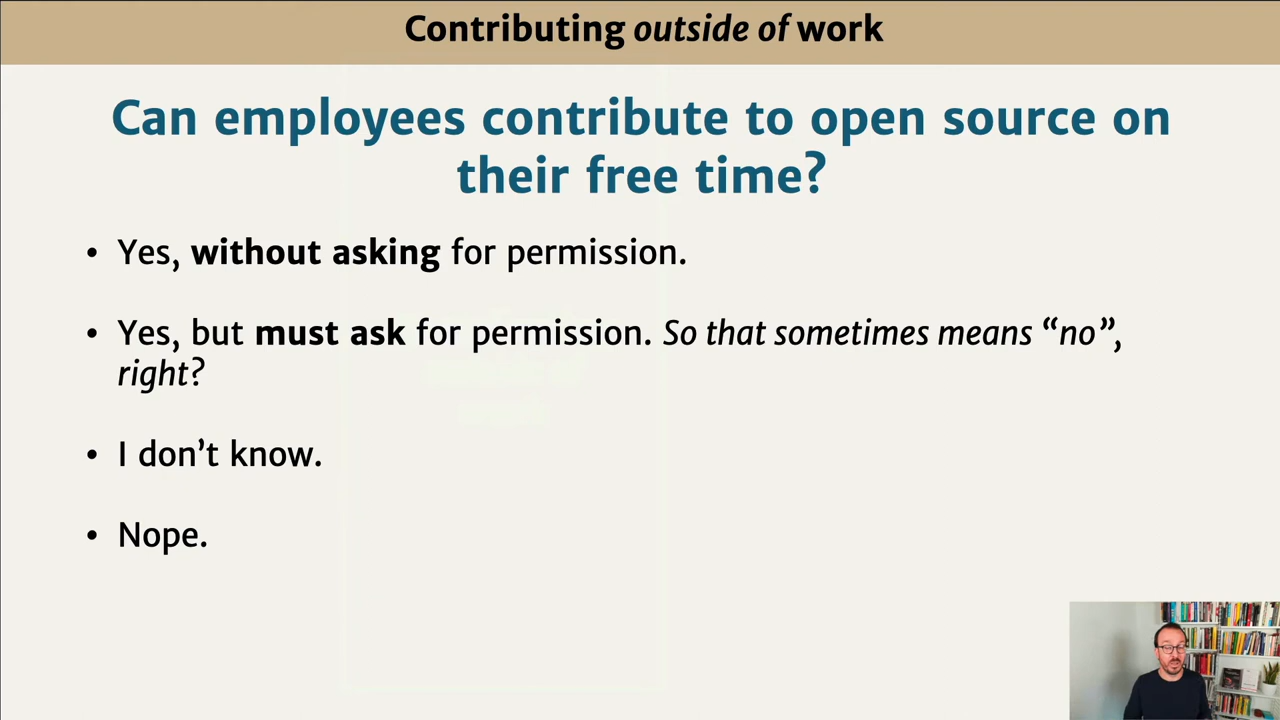 Contributing outside of work
Can employees contribute to open source on
their free time?
• Yes, without asking for permission.
• Yes, but must ask for permission. So that sometimes means “no”,
right?
• I don’t know.
• Nope.